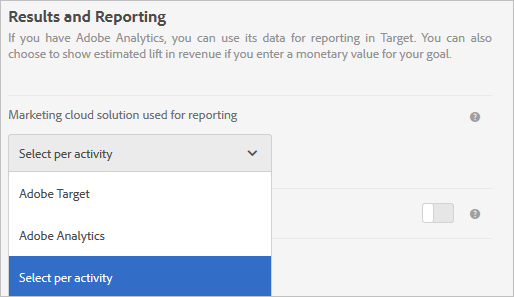 Results and Reporting
If you have Adobe Analytics, you can use its data for reporting in Target. You can also
choose to show estimated lift in revenue if you enter a monetary value for your goal.
Marketing cloud solution used for reporting
?
Select per activity
Adobe Target
?
Adobe Analytics
Select per activity